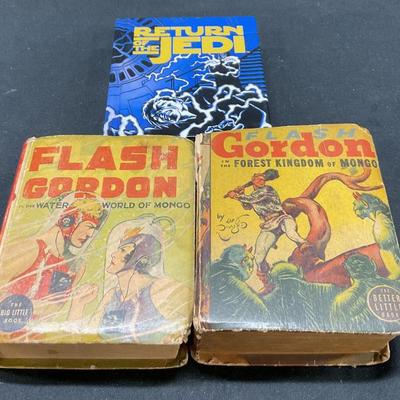 RETURN
OF THE
JEDI
FLASH
GORDON
IN THE WATER WORLD OF MONGO
THE
BIG LITTLE
BOOK
FLASH
Gordon
IN THE
FOREST KINGDOM OF MONGO
by
THE
BETTER
LITTLE
BOOK